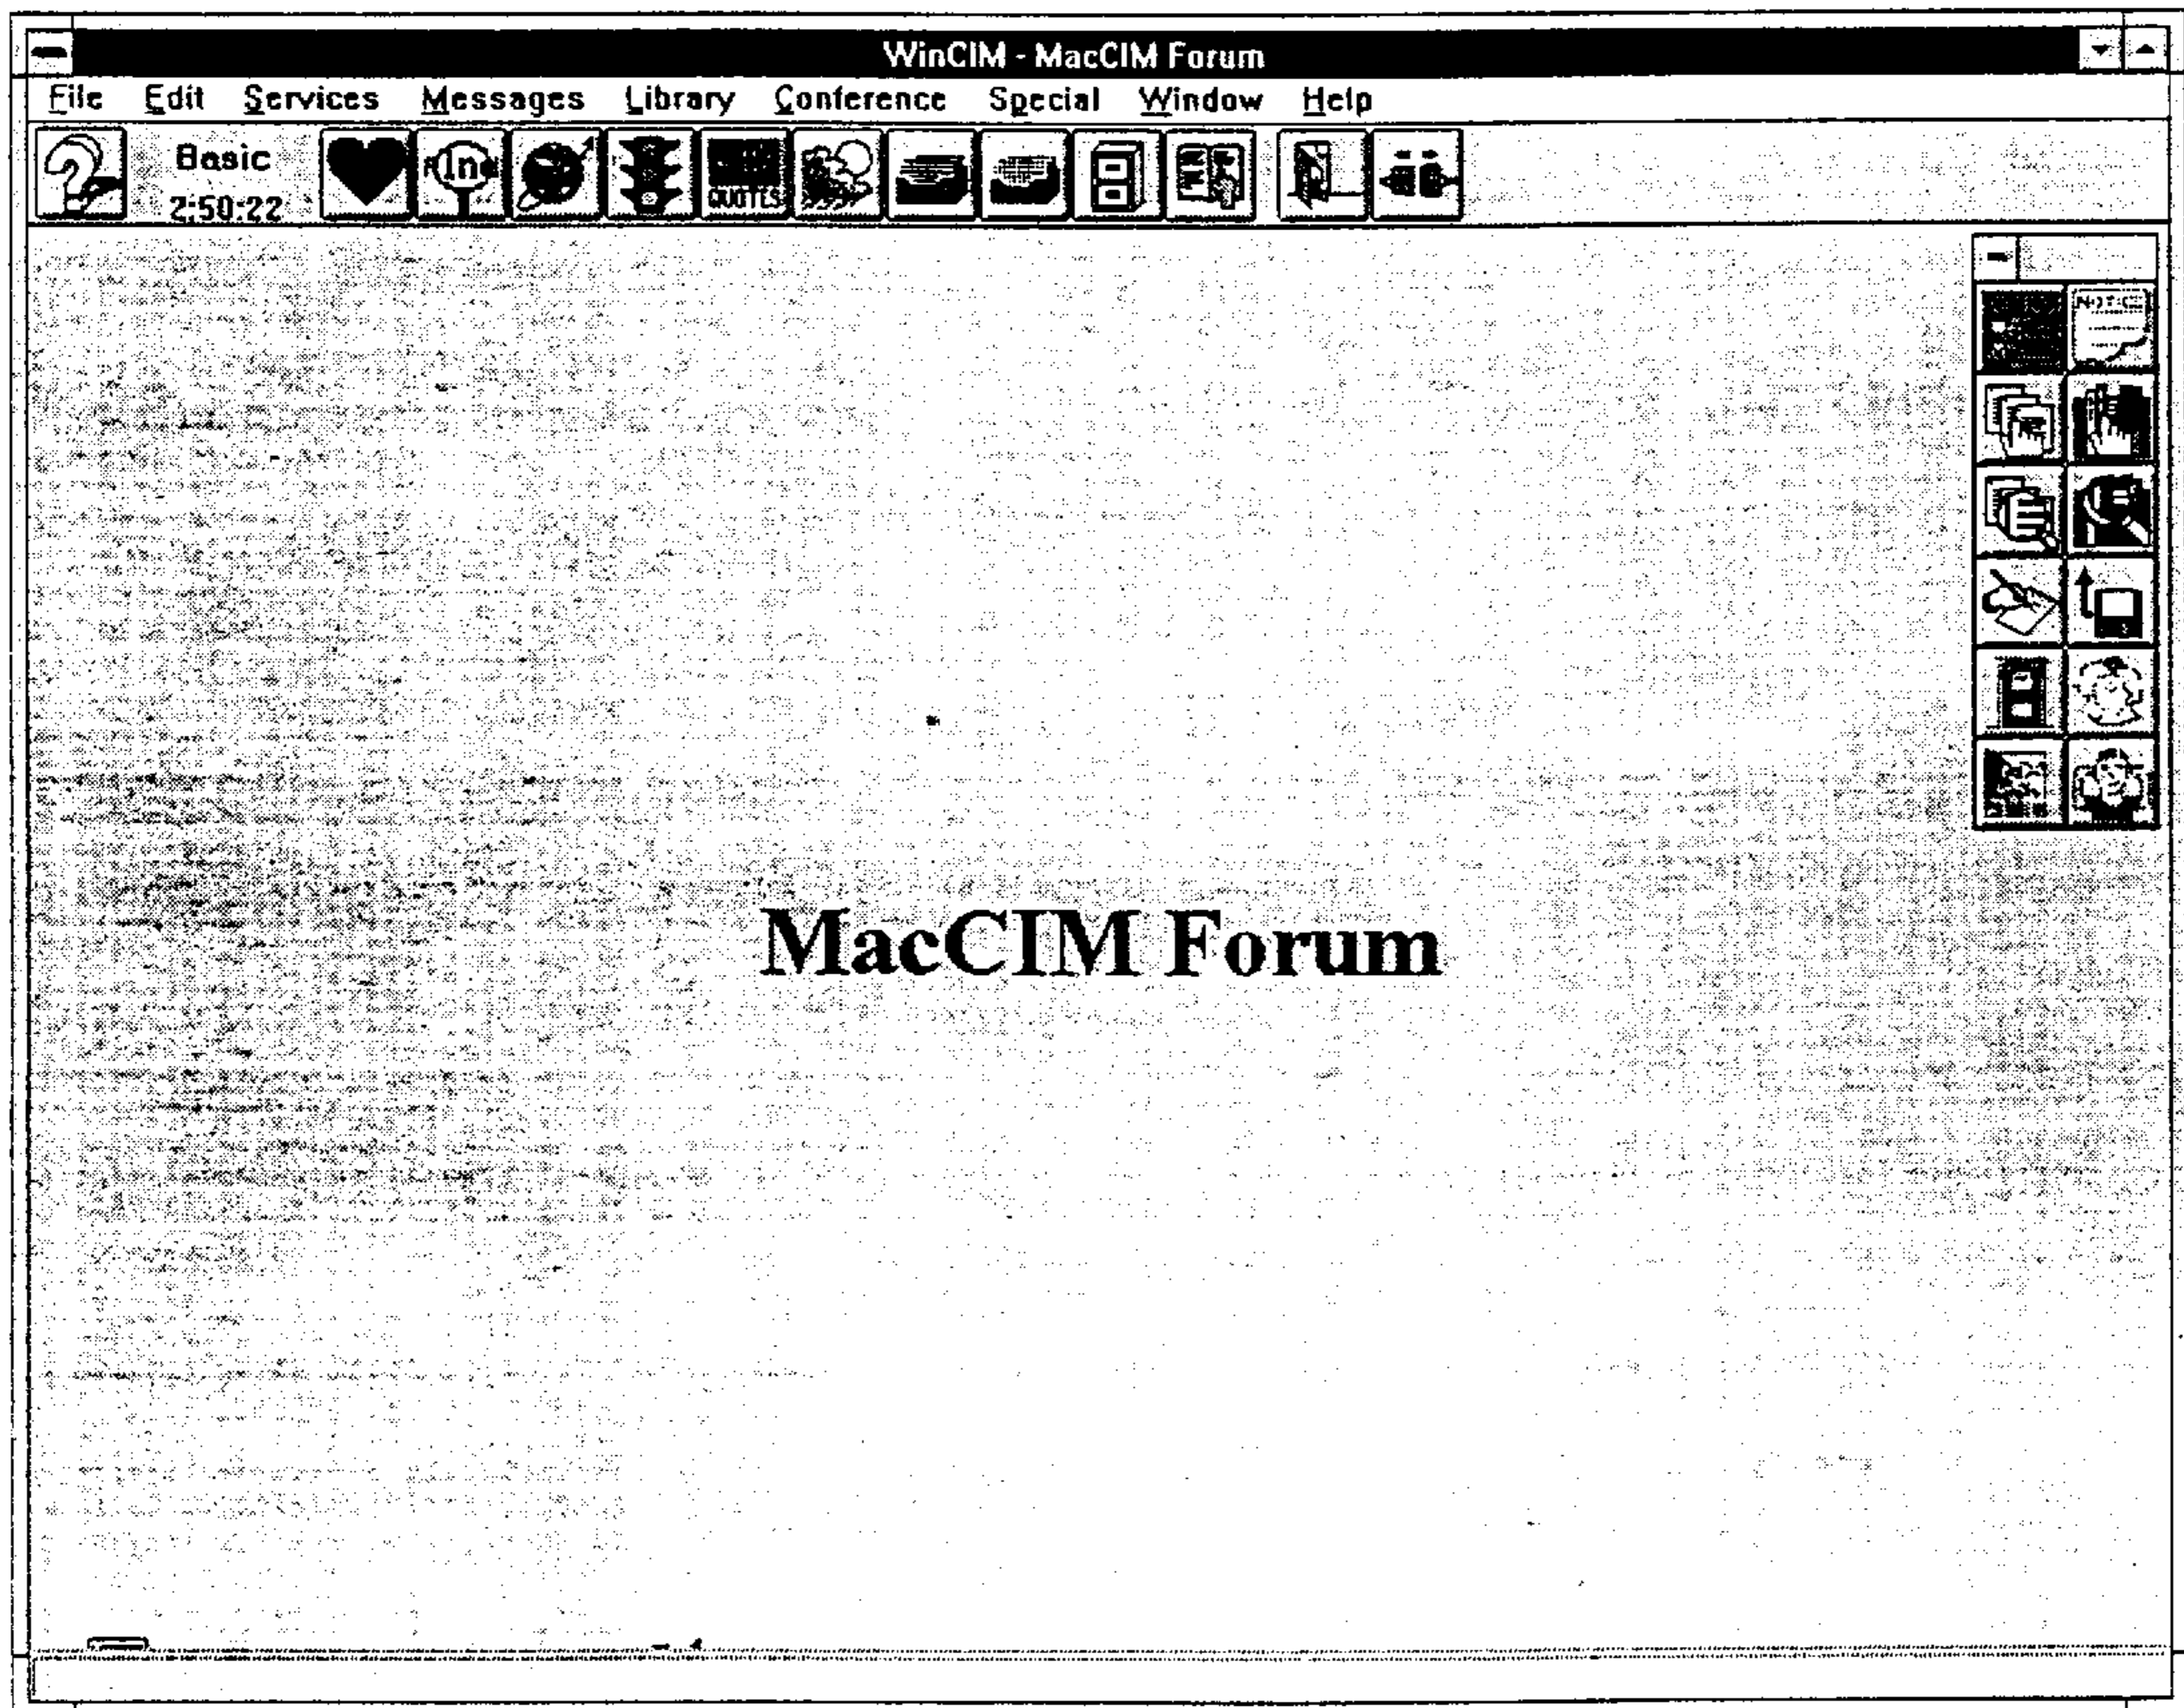 WinCIM - MacCIM Forum
File Edit Services Messages Library Conference Special Window Help
Basic
2:50:22
In
QUOTES
NOTICE
MacCIM Forum